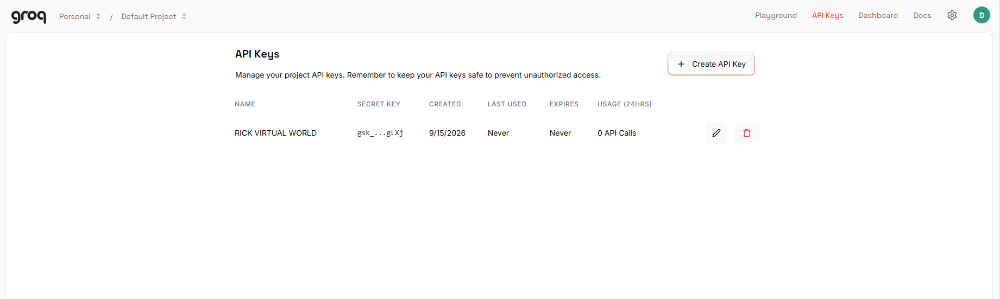 groq Personal / Default Project Playground API Keys Dashboard Docs D
API Keys
+ Create API Key
Manage your project API keys. Remember to keep your API keys safe to prevent unauthorized access.
NAME SECRET KEY CREATED LAST USED EXPIRES USAGE (24HRS)
RICK VIRTUAL WORLD gsk_...gLXj 9/15/2026 Never Never 0 API Calls